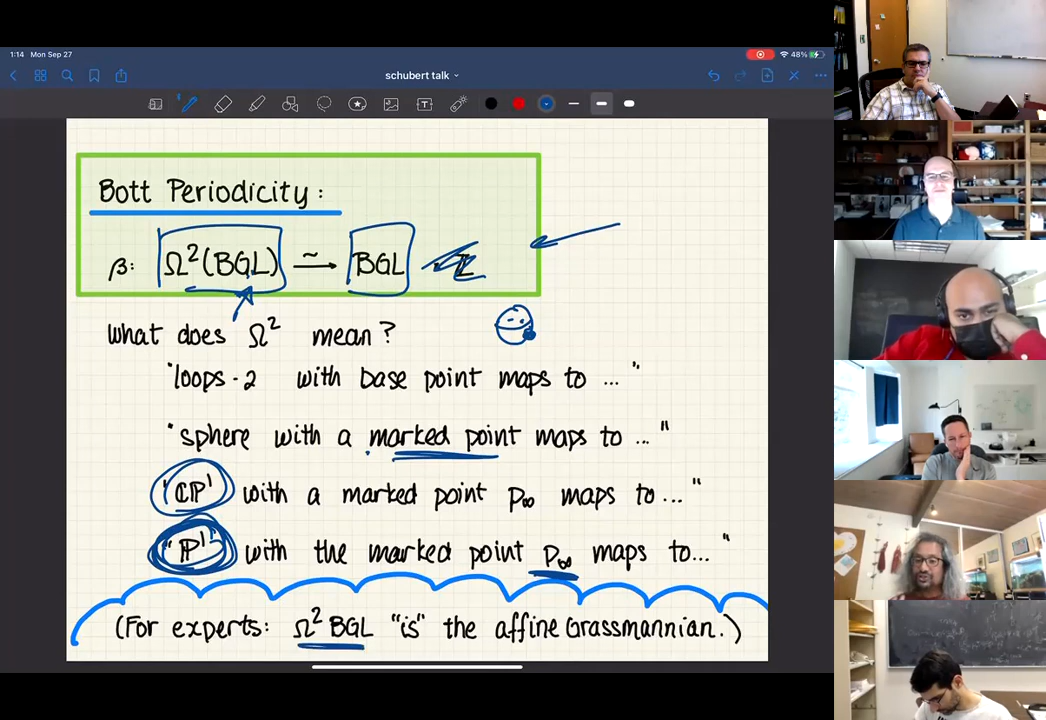 1:14 Mon Sep 27
48%
schubert talk
Bott Periodicity:
β: Ω²(BGL) ~→ BGL
What does Ω² mean?
"loops-2 with base point maps to ..."
"sphere with a marked point maps to ..."
"ℂP¹ with a marked point p∞ maps to ..."
"P¹" with the marked point p∞ maps to..."
(For experts: Ω² BGL "is" the affine Grassmannian.)